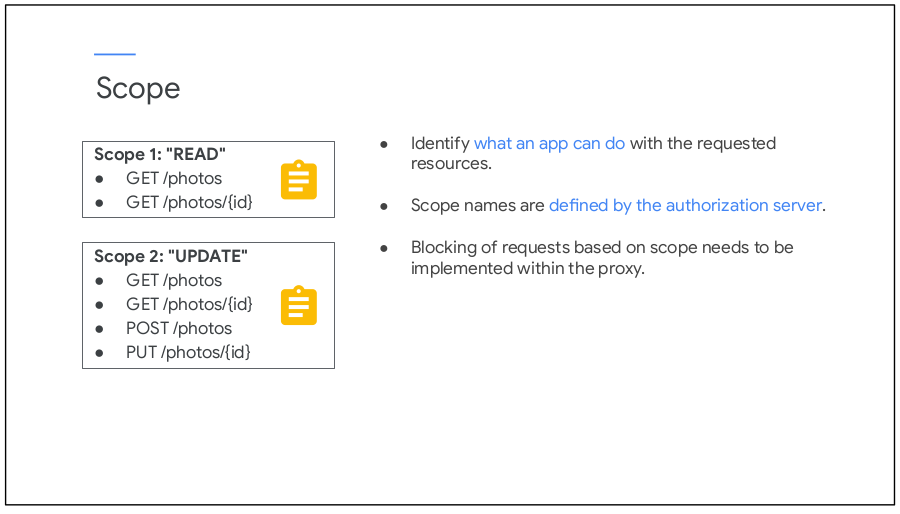 Scope
Scope 1: "READ"
● GET /photos
● GET /photos/{id}
Scope 2: "UPDATE"
● GET /photos
● GET /photos/{id}
● POST /photos
● PUT /photos/{id}
● Identify what an app can do with the requested
resources.
● Scope names are defined by the authorization server.
● Blocking of requests based on scope needs to be
implemented within the proxy.